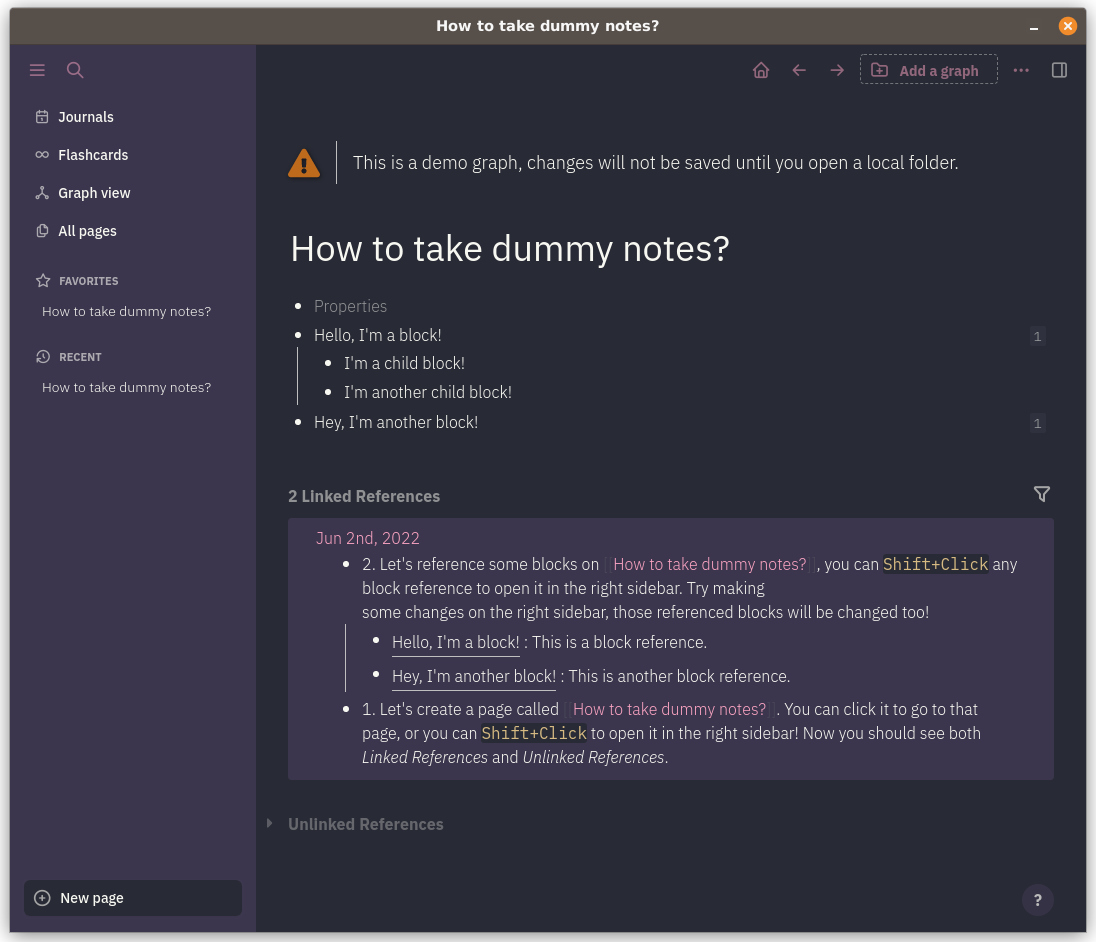 How to take dummy notes?
Add a graph
Journals
Flashcards
Graph view
All pages
FAVORITES
How to take dummy notes?
RECENT
How to take dummy notes?
New page
This is a demo graph, changes will not be saved until you open a local folder.
How to take dummy notes?
Properties
Hello, I'm a block!
1
I'm a child block!
I'm another child block!
Hey, I'm another block!
1
2 Linked References
Jun 2nd, 2022
2. Let's reference some blocks on [[How to take dummy notes?]], you can Shift+Click any
block reference to open it in the right sidebar. Try making
some changes on the right sidebar, those referenced blocks will be changed too!
Hello, I'm a block! : This is a block reference.
Hey, I'm another block! : This is another block reference.
1. Let's create a page called [[How to take dummy notes?]]. You can click it to go to that
page, or you can Shift+Click to open it in the right sidebar! Now you should see both
Linked References and Unlinked References.
Unlinked References
?